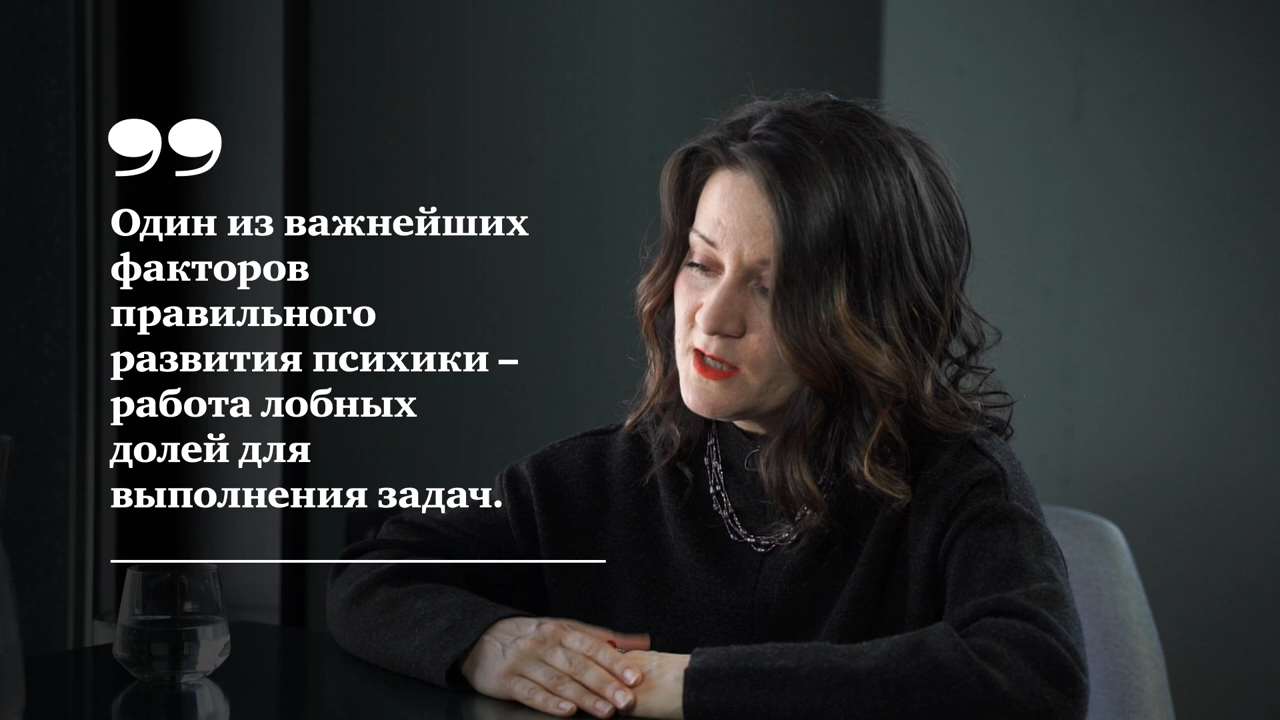 ”
Один из важнейших
факторов
правильного
развития психики –
работа лобных
долей для
выполнения задач.